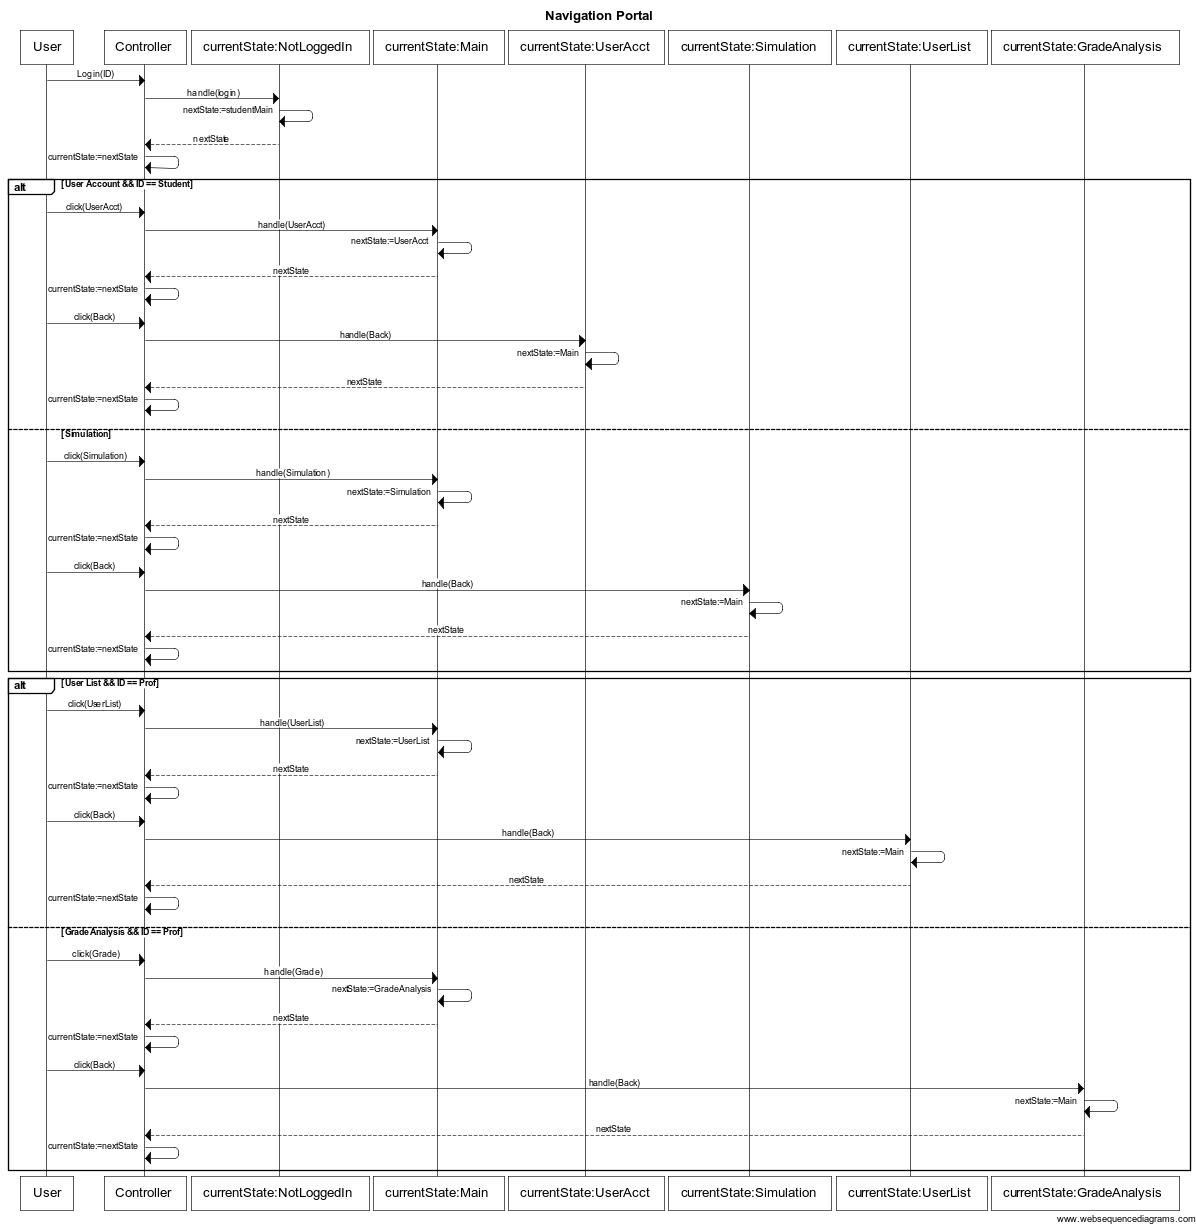 Navigation Portal
User Controller currentState:NotLoggedIn currentState:Main currentState:UserAcct currentState:Simulation currentState:UserList currentState:GradeAnalysis
Login(ID)
handle(login)
nextState:=studentMain
nextState
currentState:=nextState
alt [User Account && ID == Student]
click(UserAcct)
handle(UserAcct)
nextState:=UserAcct
nextState
currentState:=nextState
click(Back)
handle(Back)
nextState:=Main
nextState
currentState:=nextState
[Simulation]
click(Simulation)
handle(Simulation)
nextState:=Simulation
nextState
currentState:=nextState
click(Back)
handle(Back)
nextState:=Main
nextState
currentState:=nextState
alt [User List && ID == Prof]
click(UserList)
handle(UserList)
nextState:=UserList
nextState
currentState:=nextState
click(Back)
handle(Back)
nextState:=Main
nextState
currentState:=nextState
[Grade Analysis && ID == Prof]
click(Grade)
handle(Grade)
nextState:=GradeAnalysis
nextState
currentState:=nextState
click(Back)
handle(Back)
nextState:=Main
nextState
currentState:=nextState
User Controller currentState:NotLoggedIn currentState:Main currentState:UserAcct currentState:Simulation currentState:UserList currentState:GradeAnalysis
www.websequencediagrams.com